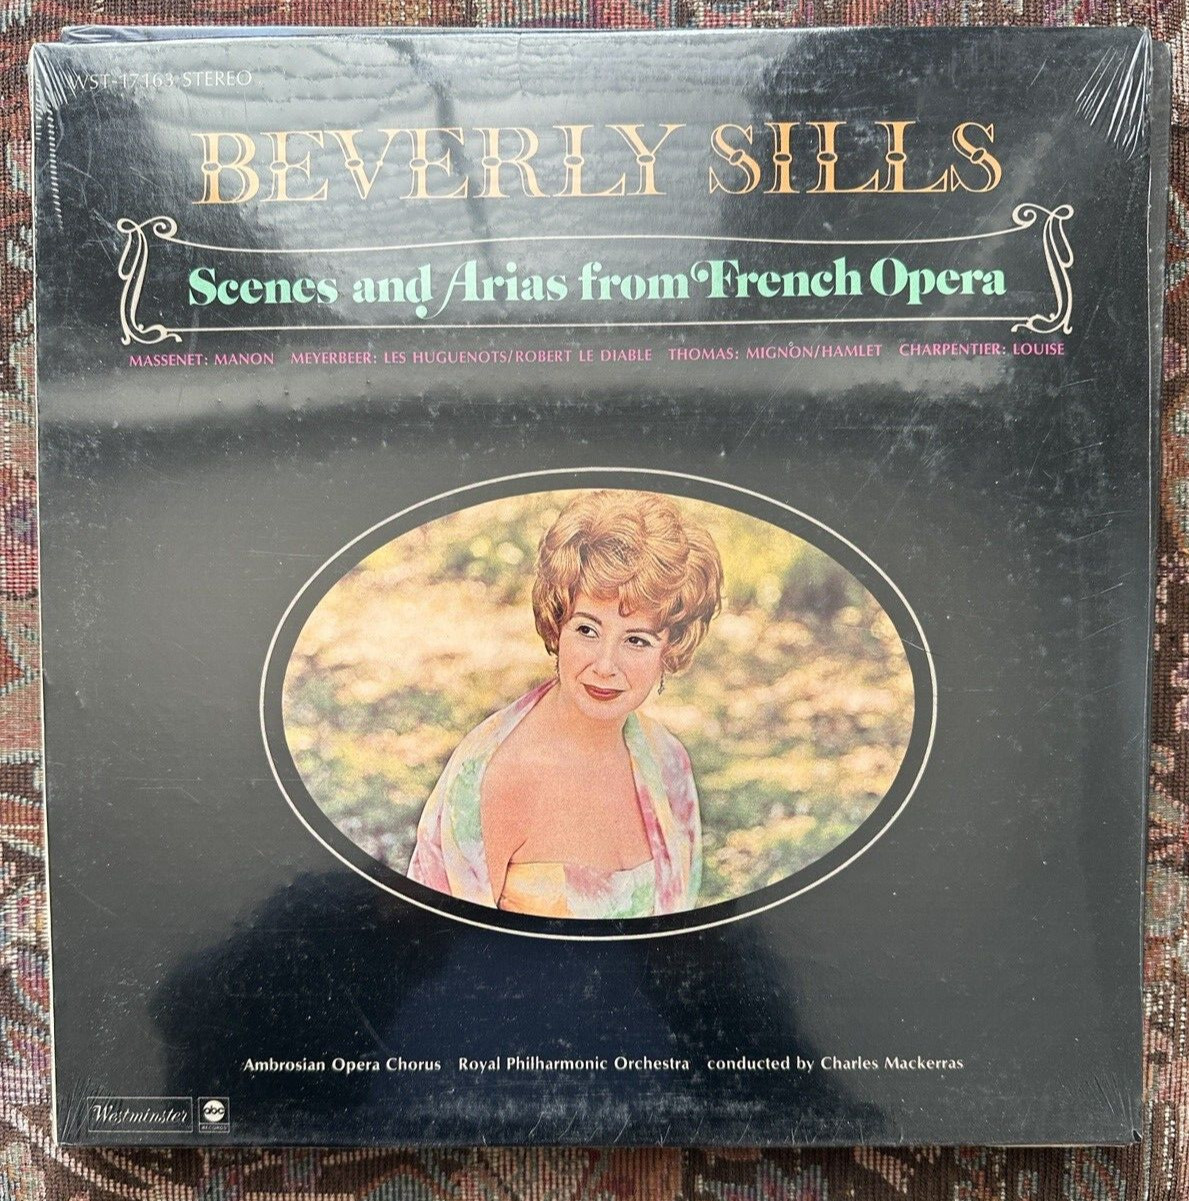 WST-17163 STEREO
BEVERLY SILLS
Scenes and Arias from French Opera
MASSENET: MANON MEYERBEER: LES HUGUENOTS/ROBERT LE DIABLE THOMAS: MIGNON/HAMLET CHARPENTIER: LOUISE
Ambrosian Opera Chorus Royal Philharmonic Orchestra conducted by Charles Mackerras
Westminster abc
RECORDS